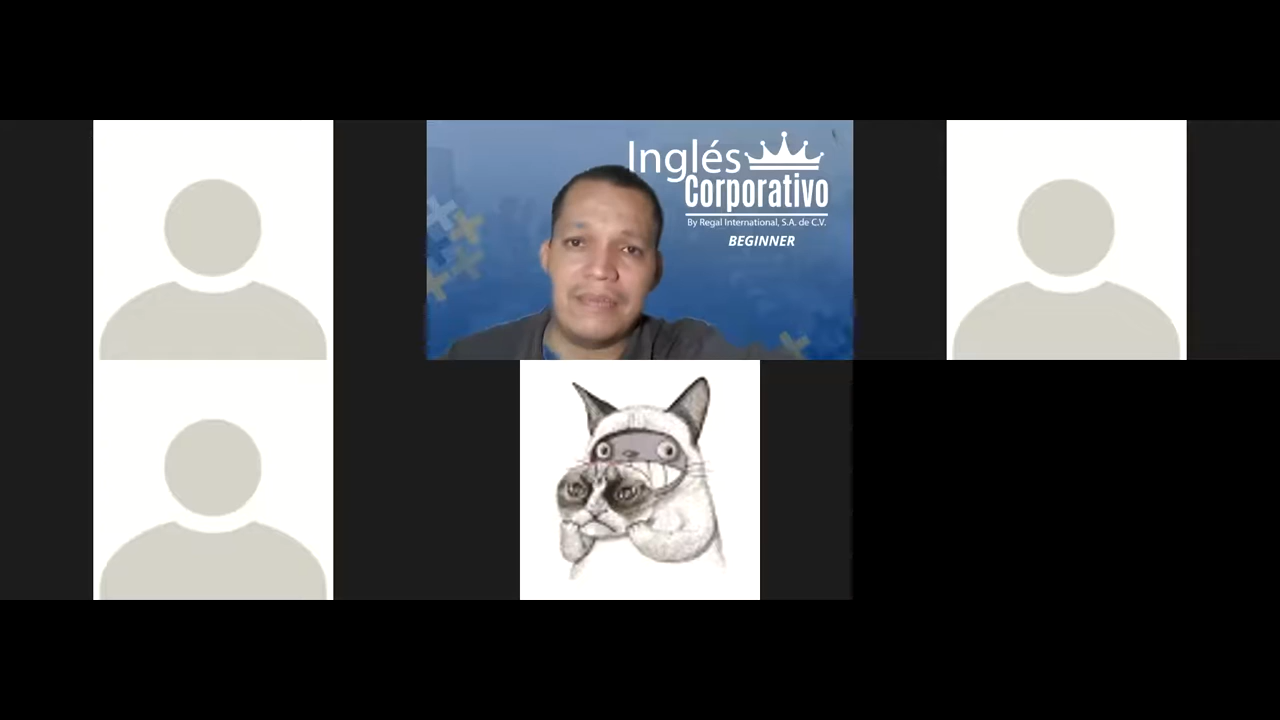 Inglés
Corporativo
By Regal International, S.A. de C.V.
BEGINNER